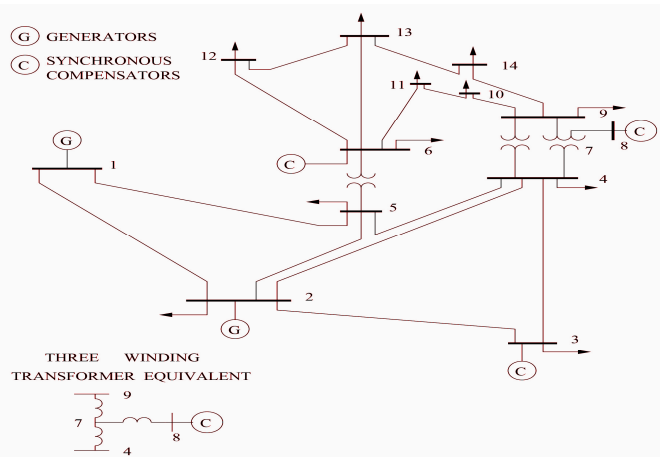 G GENERATORS
C SYNCHRONOUS
COMPENSATORS
13
12
14
11
10
9
G
C
7
8
C
6
1
5
4
2
G
3
C
THREE WINDING
TRANSFORMER EQUIVALENT
9
7
C
8
4